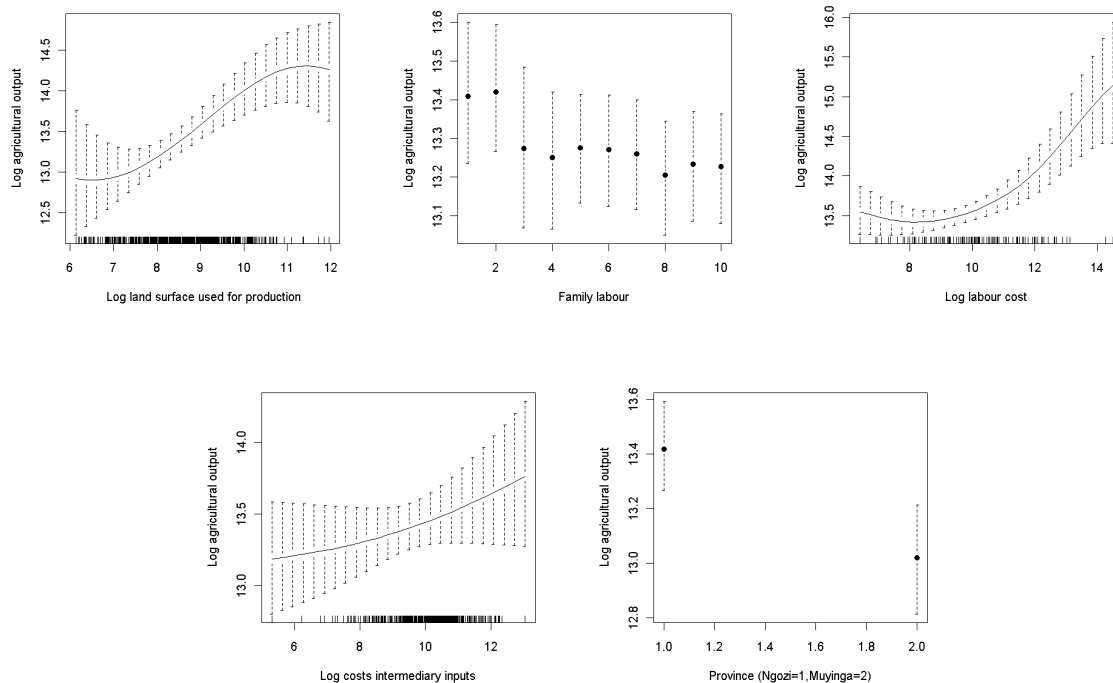 Log agricultural output
14.5
14.0
13.5
13.0
12.5
6 7 8 9 10 11 12
Log land surface used for production
Log agricultural output
13.6
13.5
13.4
13.3
13.2
13.1
2 4 6 8 10
Family labour
Log agricultural output
16.0
15.5
15.0
14.5
14.0
13.5
8 10 12 14
Log labour cost
Log agricultural output
14.0
13.5
13.0
6 8 10 12
Log costs intermediary inputs
Log agricultural output
13.6
13.4
13.2
13.0
12.8
1.0 1.2 1.4 1.6 1.8 2.0
Province (Ngozi=1,Muyinga=2)